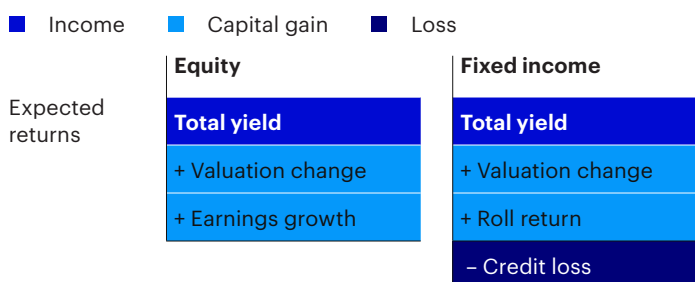 Income Capital gain Loss
Equity Fixed income
Expected
returns
Total yield Total yield
+ Valuation change + Valuation change
+ Earnings growth + Roll return
– Credit loss